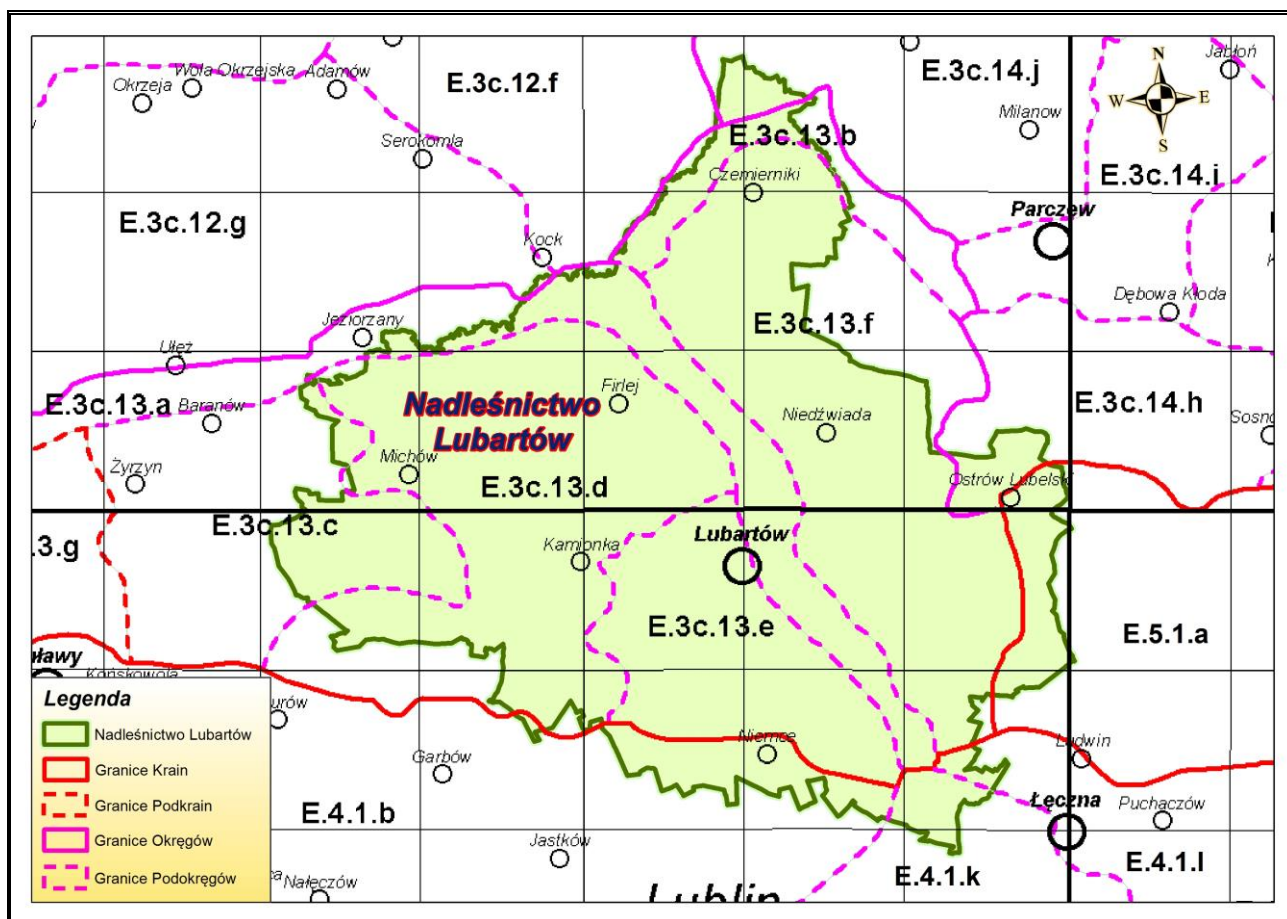 Jabłoń
Wola Okrzejska
Adamów
Okrzeja
E.3c.12.f
E.3c.14.j
N
W
E
S
Milanow
E.3c.13.b
Serokomla
Czemierniki
E.3c.14.i
E.3c.12.g
Parczew
Kock
Dębowa Kłoda
Jeziorzany
E.3c.13.f
Ułęż
E.3c.13.a
Baranów
Firlej
Nadleśnictwo
Lubartów
Niedźwiada
E.3c.14.h
Michów
Żyrzyn
E.3c.13.d
Ostrów Lubelski
E.3c.13.c
.3.g
Kamionka
Lubartów
E.3c.13.e
E.5.1.a
Końskowola
Garbów
Niemce
Ludwin
E.4.1.b
Łęczna
Puchaczów
Jastków
E.4.1.k
E.4.1.l
Nałęczów
Lublin
Legenda
Nadleśnictwo Lubartów
Granice Krain
Granice Podkrain
Granice Okręgów
Granice Podokręgów